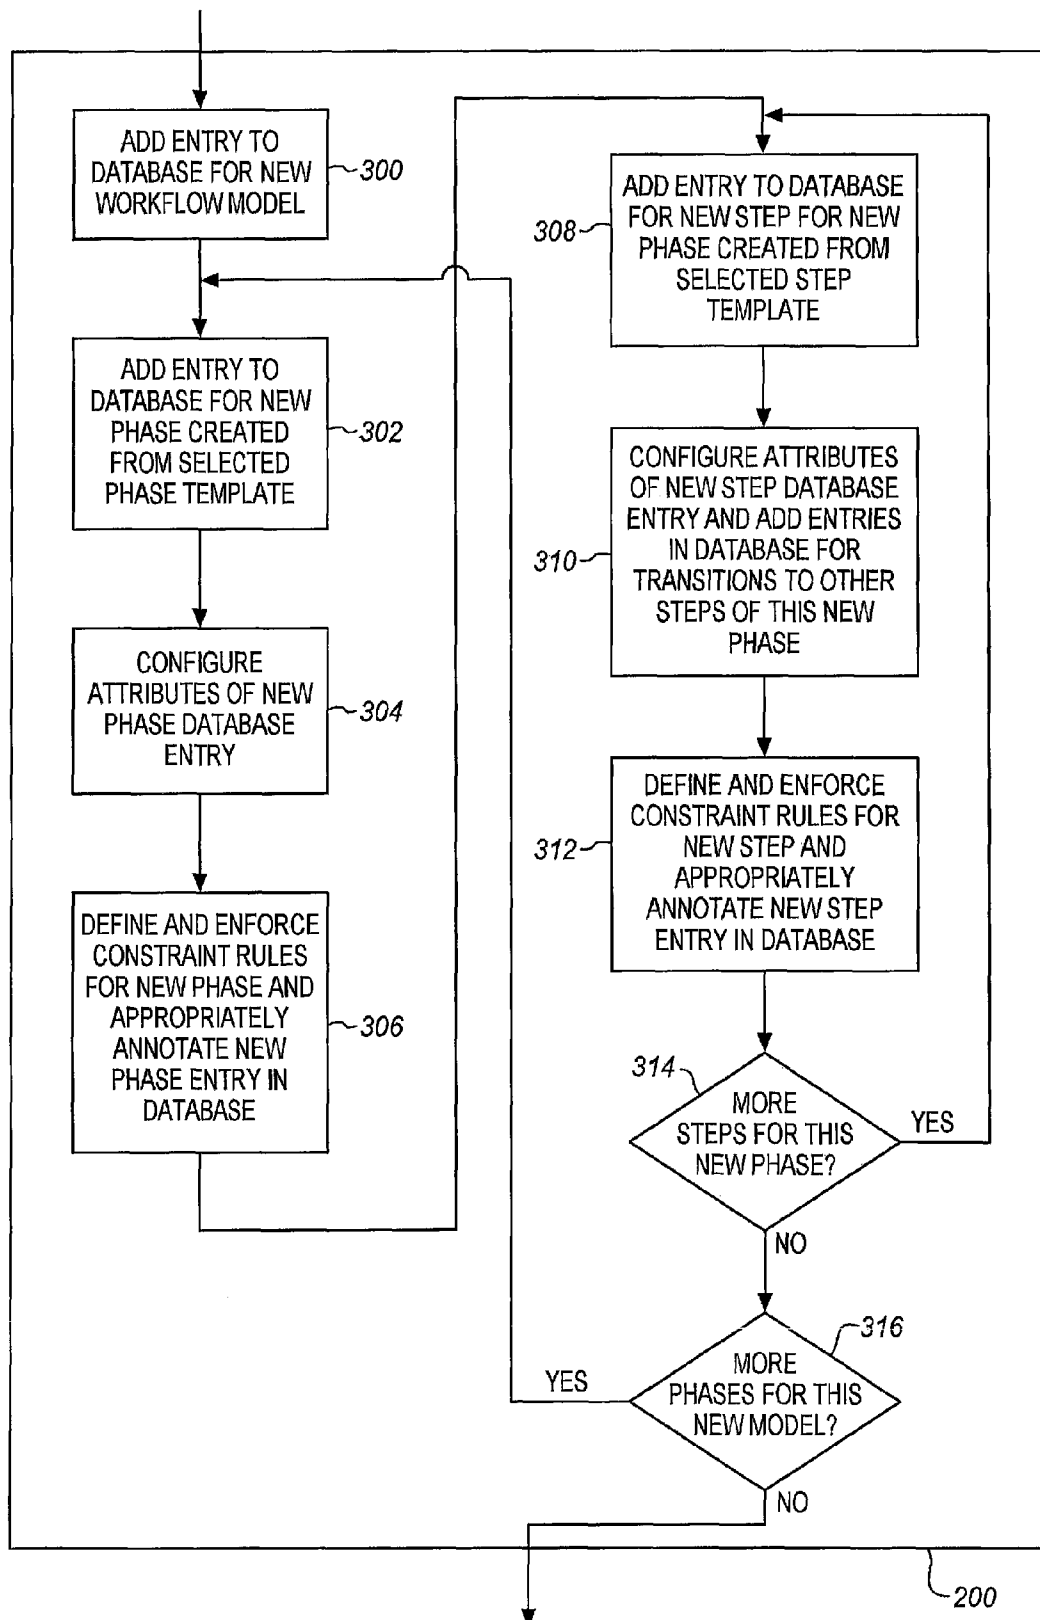 ADD ENTRY TO
DATABASE FOR NEW
WORKFLOW MODEL
300
ADD ENTRY TO
DATABASE FOR NEW
PHASE CREATED
FROM SELECTED
PHASE TEMPLATE
302
CONFIGURE
ATTRIBUTES OF NEW
PHASE DATABASE
ENTRY
304
DEFINE AND ENFORCE
CONSTRAINT RULES
FOR NEW PHASE AND
APPROPRIATELY
ANNOTATE NEW
PHASE ENTRY IN
DATABASE
306
ADD ENTRY TO DATABASE
FOR NEW STEP FOR NEW
PHASE CREATED FROM
SELECTED STEP
TEMPLATE
308
CONFIGURE ATTRIBUTES
OF NEW STEP DATABASE
ENTRY AND ADD ENTRIES
IN DATABASE FOR
TRANSITIONS TO OTHER
STEPS OF THIS NEW
PHASE
310
DEFINE AND ENFORCE
CONSTRAINT RULES FOR
NEW STEP AND
APPROPRIATELY
ANNOTATE NEW STEP
ENTRY IN DATABASE
312
314
MORE
STEPS FOR THIS
NEW PHASE?
YES
NO
316
MORE
PHASES FOR THIS
NEW MODEL?
YES
NO
200